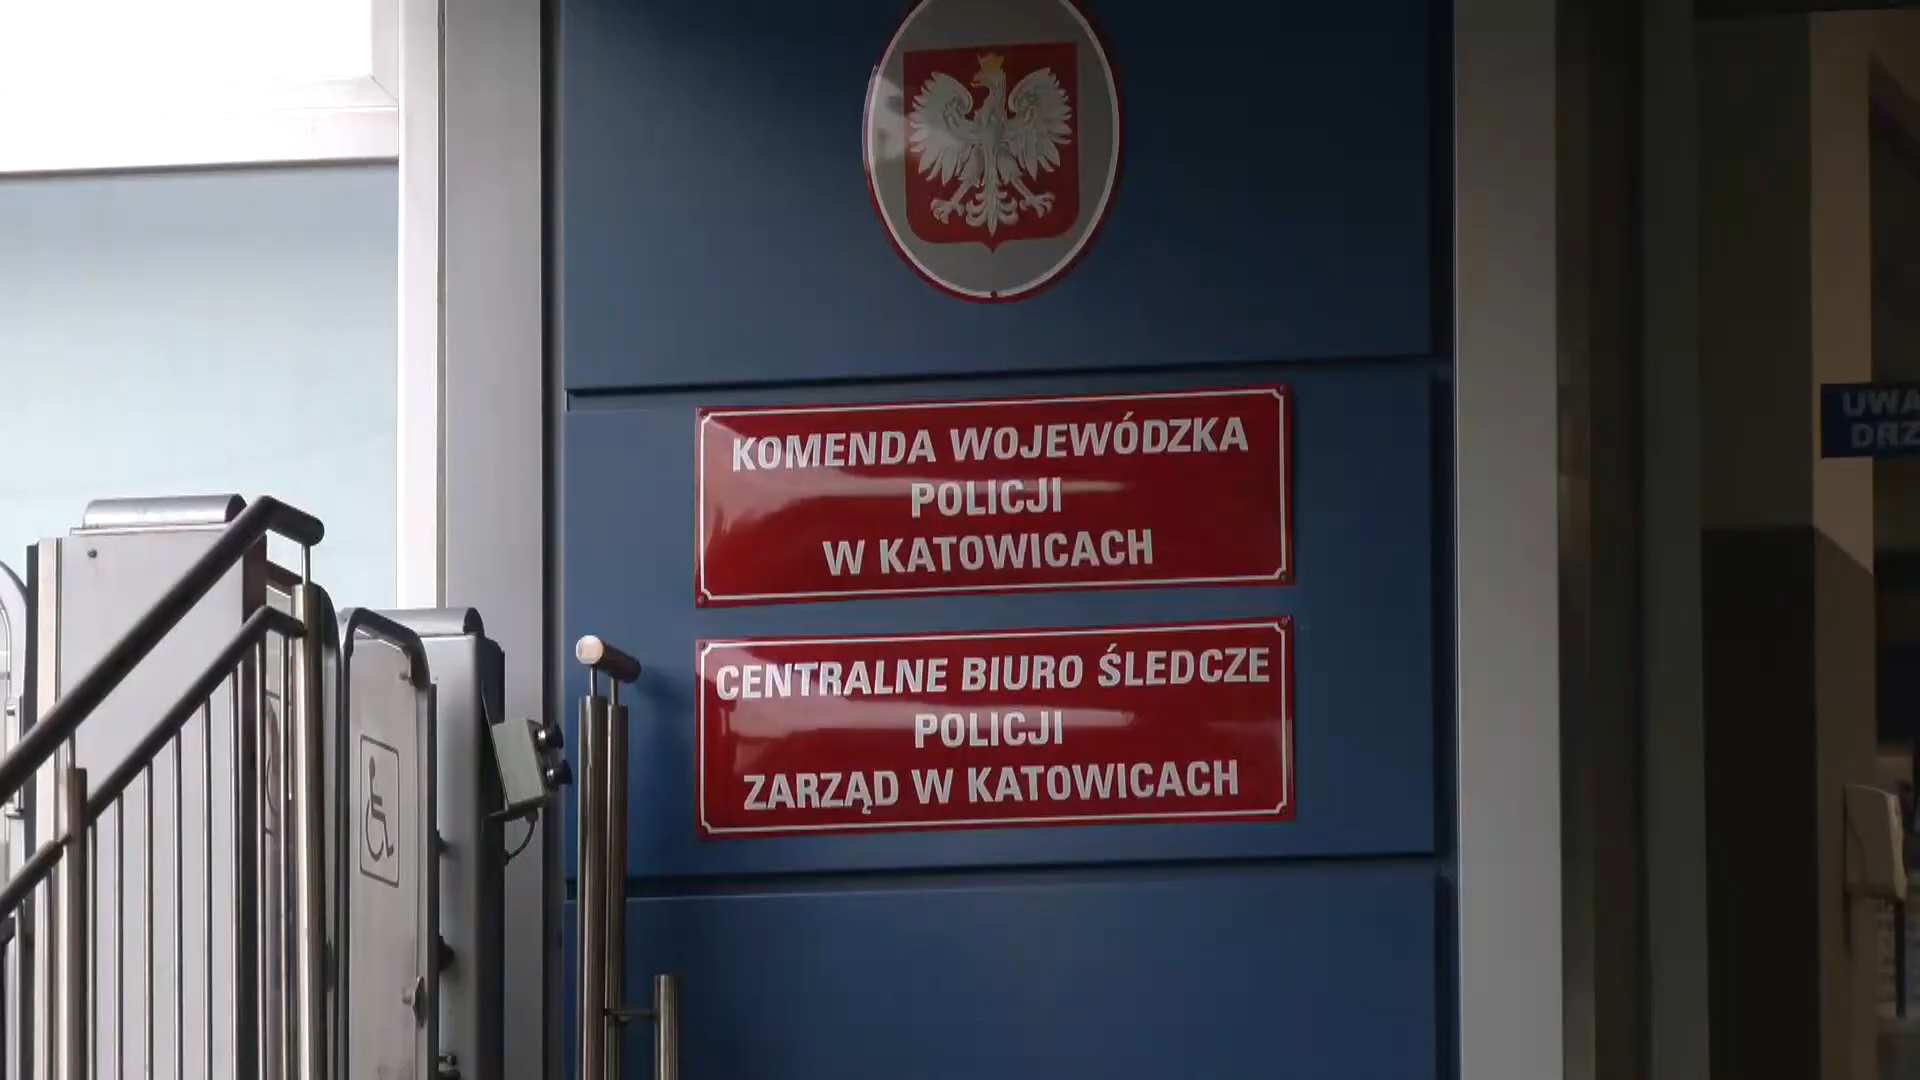 KOMENDA WOJEWÓDZKA
POLICJI
W KATOWICACH
CENTRALNE BIURO ŚLEDCZE
POLICJI
ZARZĄD W KATOWICACH